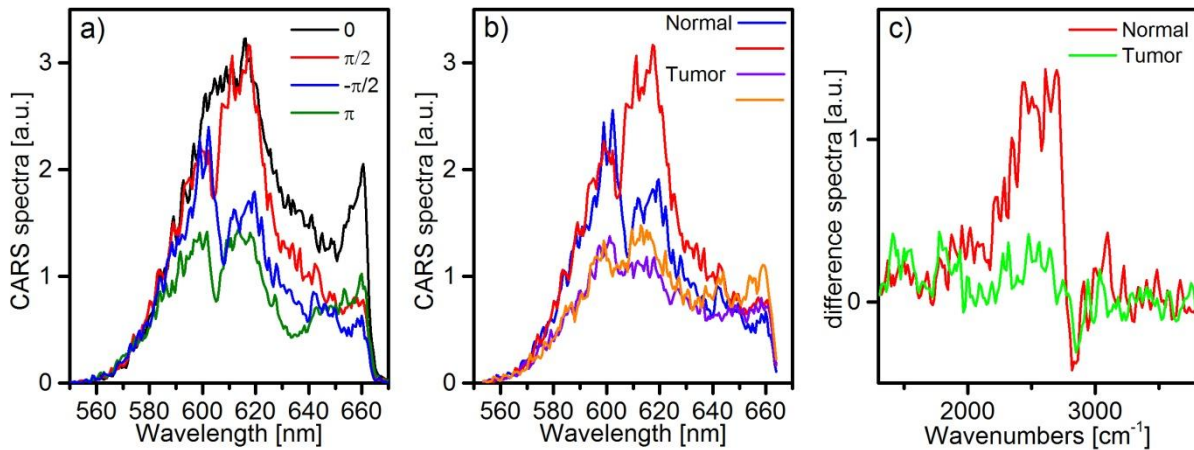 a)
0
π/2
-π/2
π
CARS spectra [a.u.]
3
2
1
0
560 580 600 620 640 660
Wavelength [nm]
b)
Normal
Tumor
CARS spectra [a.u.]
3
2
1
0
560 580 600 620 640 660
Wavelength [nm]
c)
Normal
Tumor
difference spectra [a.u.]
1
0
2000 3000
Wavenumbers [cm⁻¹]